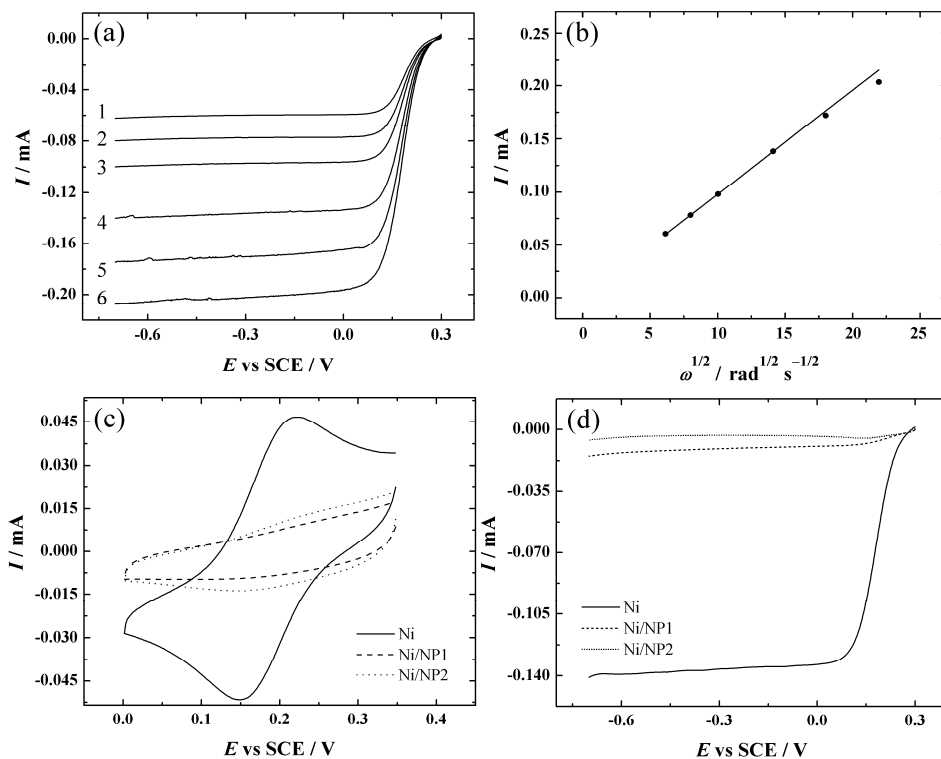 (a)
0.00
-0.04
-0.08
-0.12
-0.16
-0.20
I / mA
1
2
3
4
5
6
-0.6
-0.3
0.0
0.3
E vs SCE / V
(b)
0.25
0.20
0.15
0.10
0.05
0.00
I / mA
0
5
10
15
20
25
ω^1/2 / rad^1/2 s^−1/2
(c)
0.045
0.030
0.015
0.000
-0.015
-0.030
-0.045
I / mA
Ni
Ni/NP1
Ni/NP2
0.0
0.1
0.2
0.3
0.4
E vs SCE / V
(d)
0.000
-0.035
-0.070
-0.105
-0.140
I / mA
Ni
Ni/NP1
Ni/NP2
-0.6
-0.3
0.0
0.3
E vs SCE / V